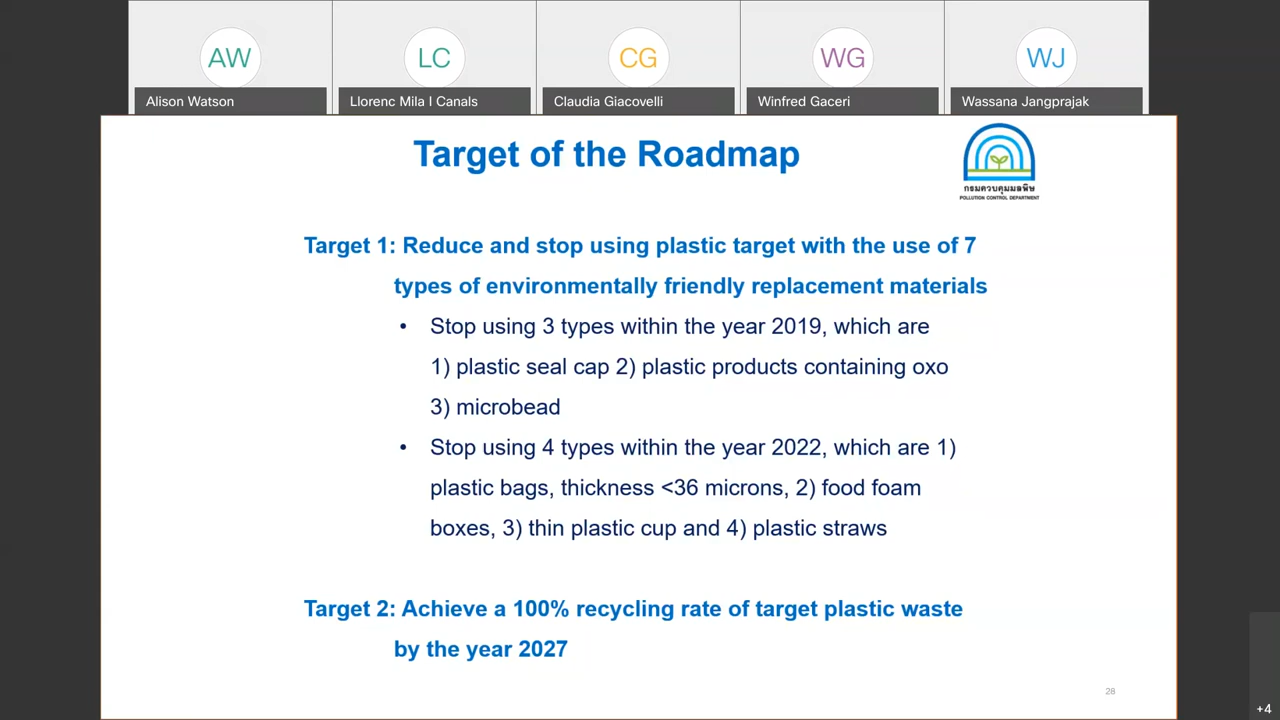 AW
LC
CG
WG
WJ
Alison Watson
Llorenc Mila I Canals
Claudia Giacovelli
Winfred Gaceri
Wassana Jangprajak
Target of the Roadmap
กรมควบคุมมลพิษ
POLLUTION CONTROL DEPARTMENT
Target 1: Reduce and stop using plastic target with the use of 7
types of environmentally friendly replacement materials
• Stop using 3 types within the year 2019, which are
1) plastic seal cap 2) plastic products containing oxo
3) microbead
• Stop using 4 types within the year 2022, which are 1)
plastic bags, thickness <36 microns, 2) food foam
boxes, 3) thin plastic cup and 4) plastic straws
Target 2: Achieve a 100% recycling rate of target plastic waste
by the year 2027
28
+4